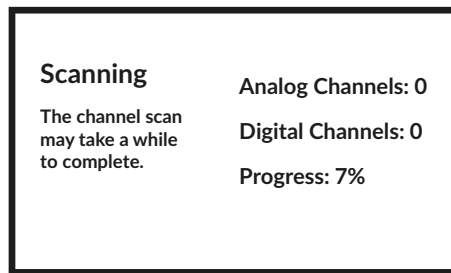 Scanning
The channel scan
may take a while
to complete.
Analog Channels: 0
Digital Channels: 0
Progress: 7%